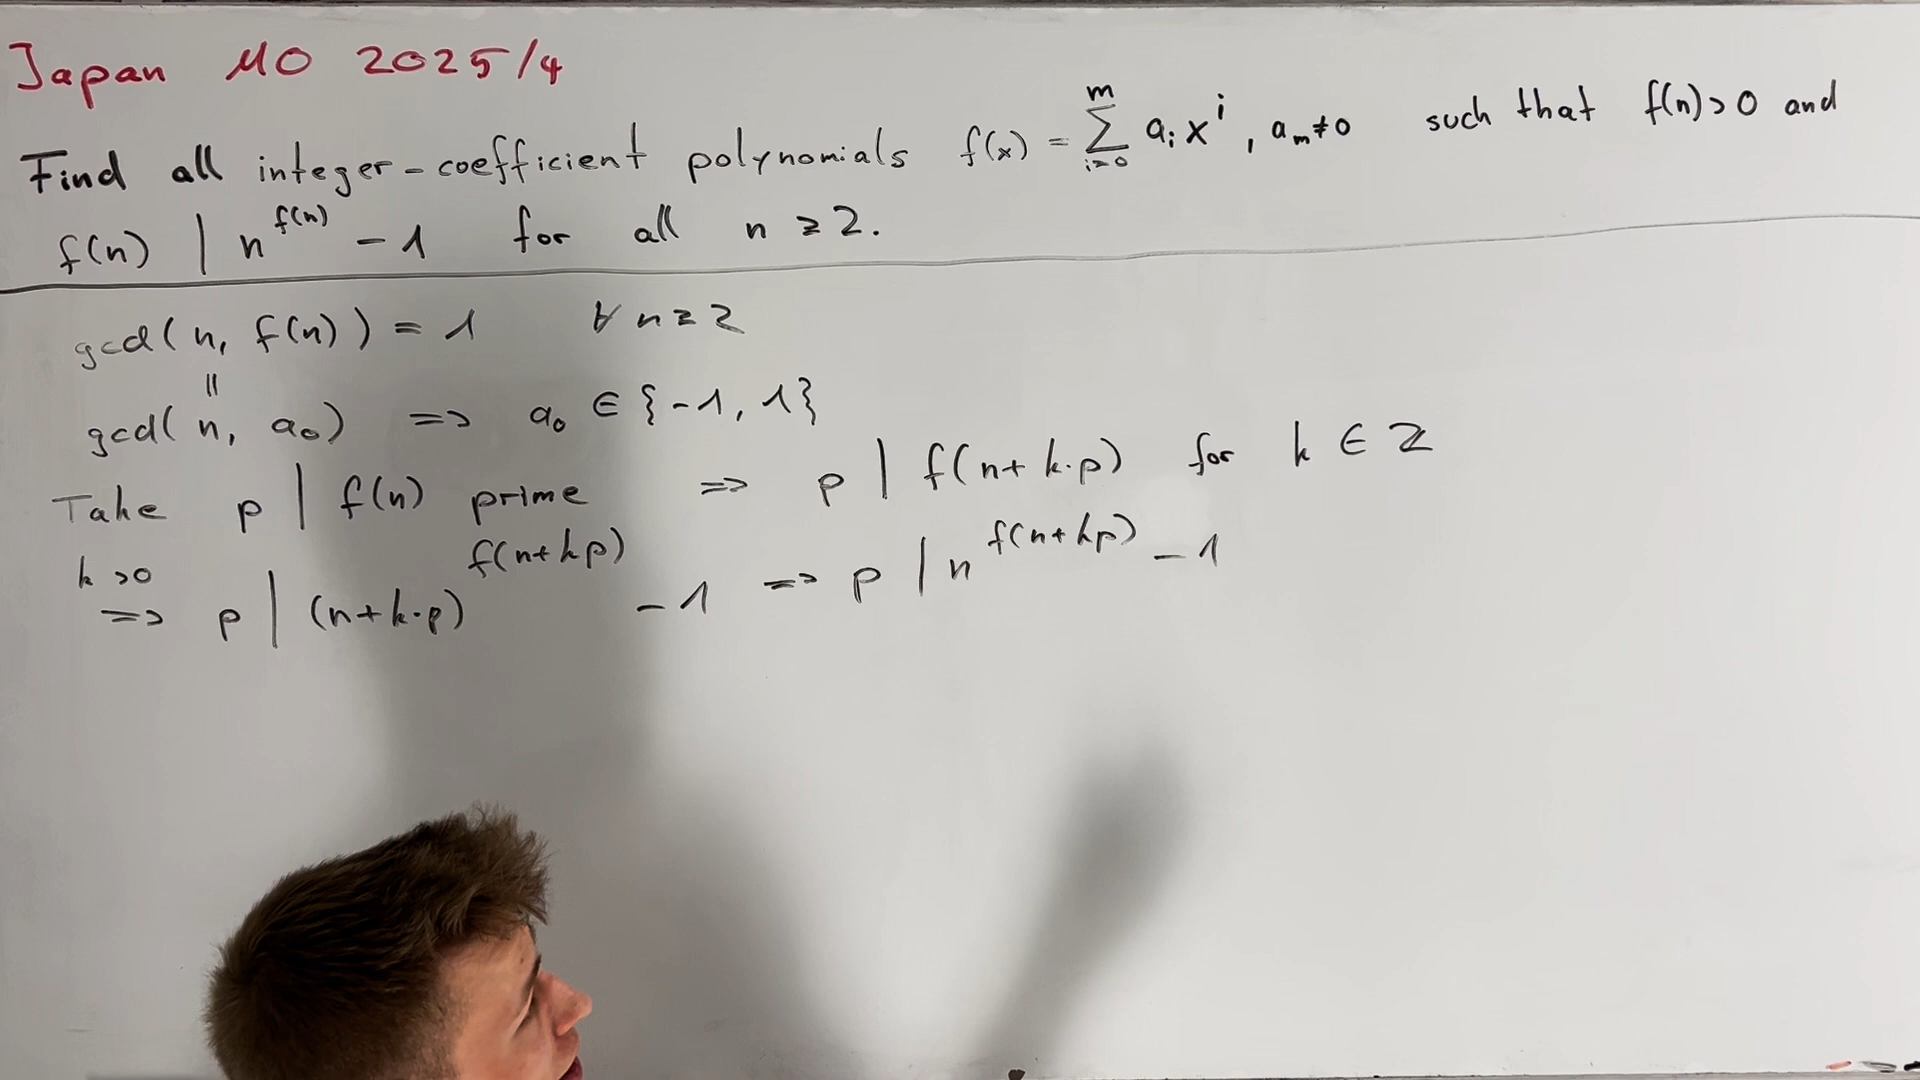 Japan MO 2025/4
Find all integer-coefficient polynomials f(x) = ∑_{i=0}^{m} a_i x^i , a_m ≠ 0 such that f(n) > 0 and
f(n) | n^{f(n)} - 1 for all n ≥ 2.
gcd(n, f(n)) = 1 ∀ n ≥ 2
=
gcd(n, a_0) => a_0 ∈ {-1, 1}
Take p | f(n) prime => p | f(n + k·p) for k ∈ ℤ
k > 0 => p | (n + k·p)^{f(n+kp)} - 1 => p | n^{f(n+kp)} - 1